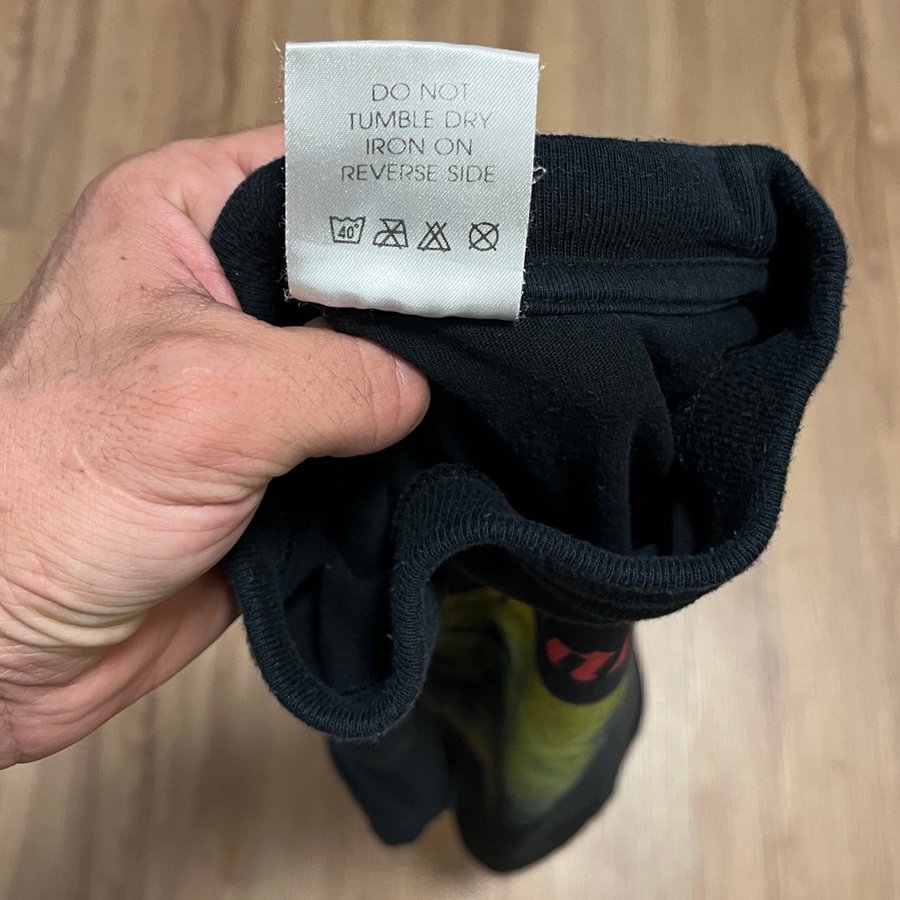 DO NOT
TUMBLE DRY
IRON ON
REVERSE SIDE
40°